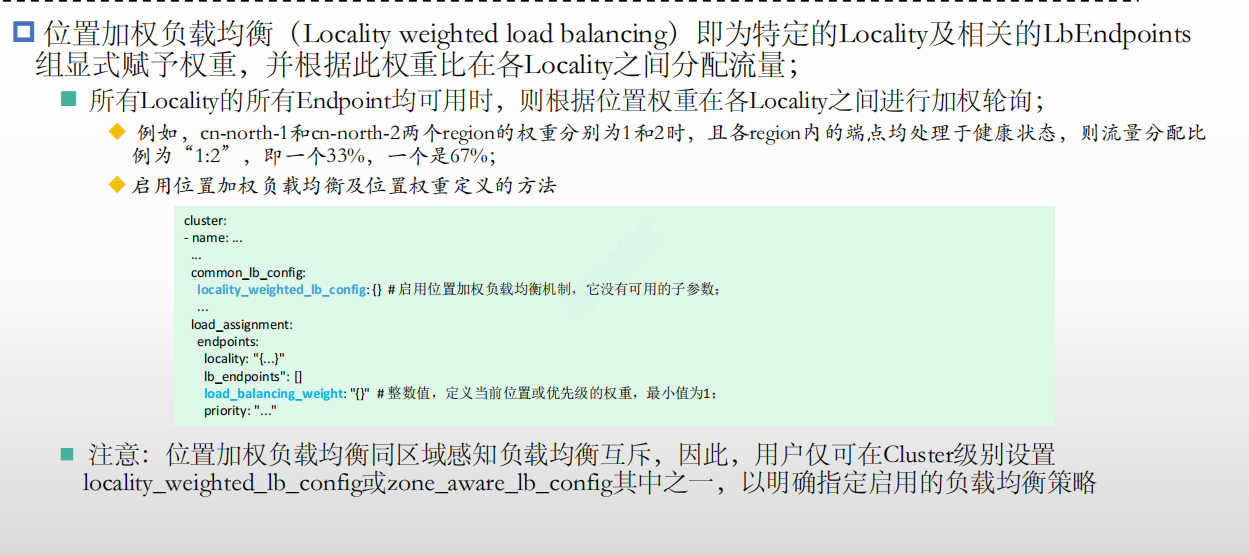 位置加权负载均衡（Locality weighted load balancing）即为特定的Locality及相关的LbEndpoints
组显式赋予权重，并根据此权重比在各Locality之间分配流量；
所有Locality的所有Endpoint均可用时，则根据位置权重在各Locality之间进行加权轮询；
例如，cn-north-1和cn-north-2两个region的权重分别为1和2时，且各region内的端点均处理于健康状态，则流量分配比
例为“1:2”，即一个33%，一个是67%；
启用位置加权负载均衡及位置权重定义的方法
cluster:
- name: ...
...
common_lb_config:
locality_weighted_lb_config: {} # 启用位置加权负载均衡机制，它没有可用的子参数；
...
load_assignment:
endpoints:
locality: "{...}"
lb_endpoints": []
load_balancing_weight: "{}" # 整数值，定义当前位置或优先级的权重，最小值为1；
priority: "..."
注意：位置加权负载均衡同区域感知负载均衡互斥，因此，用户仅可在Cluster级别设置
locality_weighted_lb_config或zone_aware_lb_config其中之一，以明确指定启用的负载均衡策略